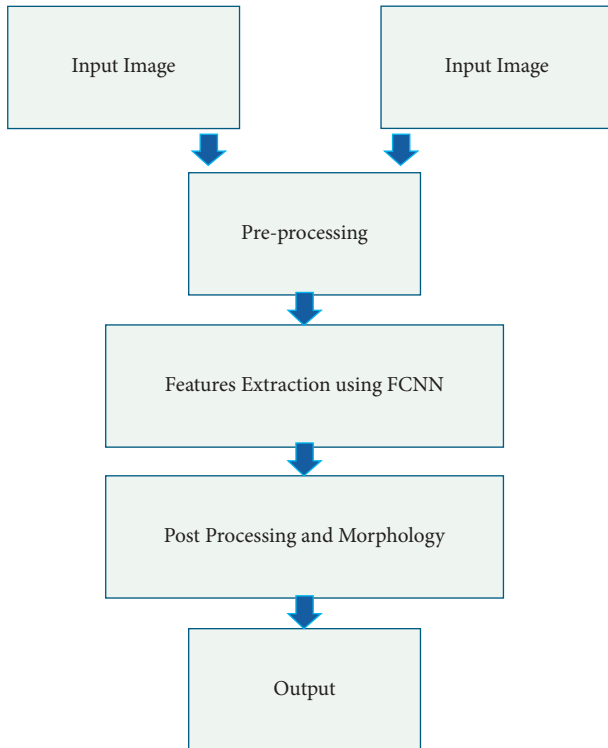 Input Image
Input Image
Pre-processing
Features Extraction using FCNN
Post Processing and Morphology
Output